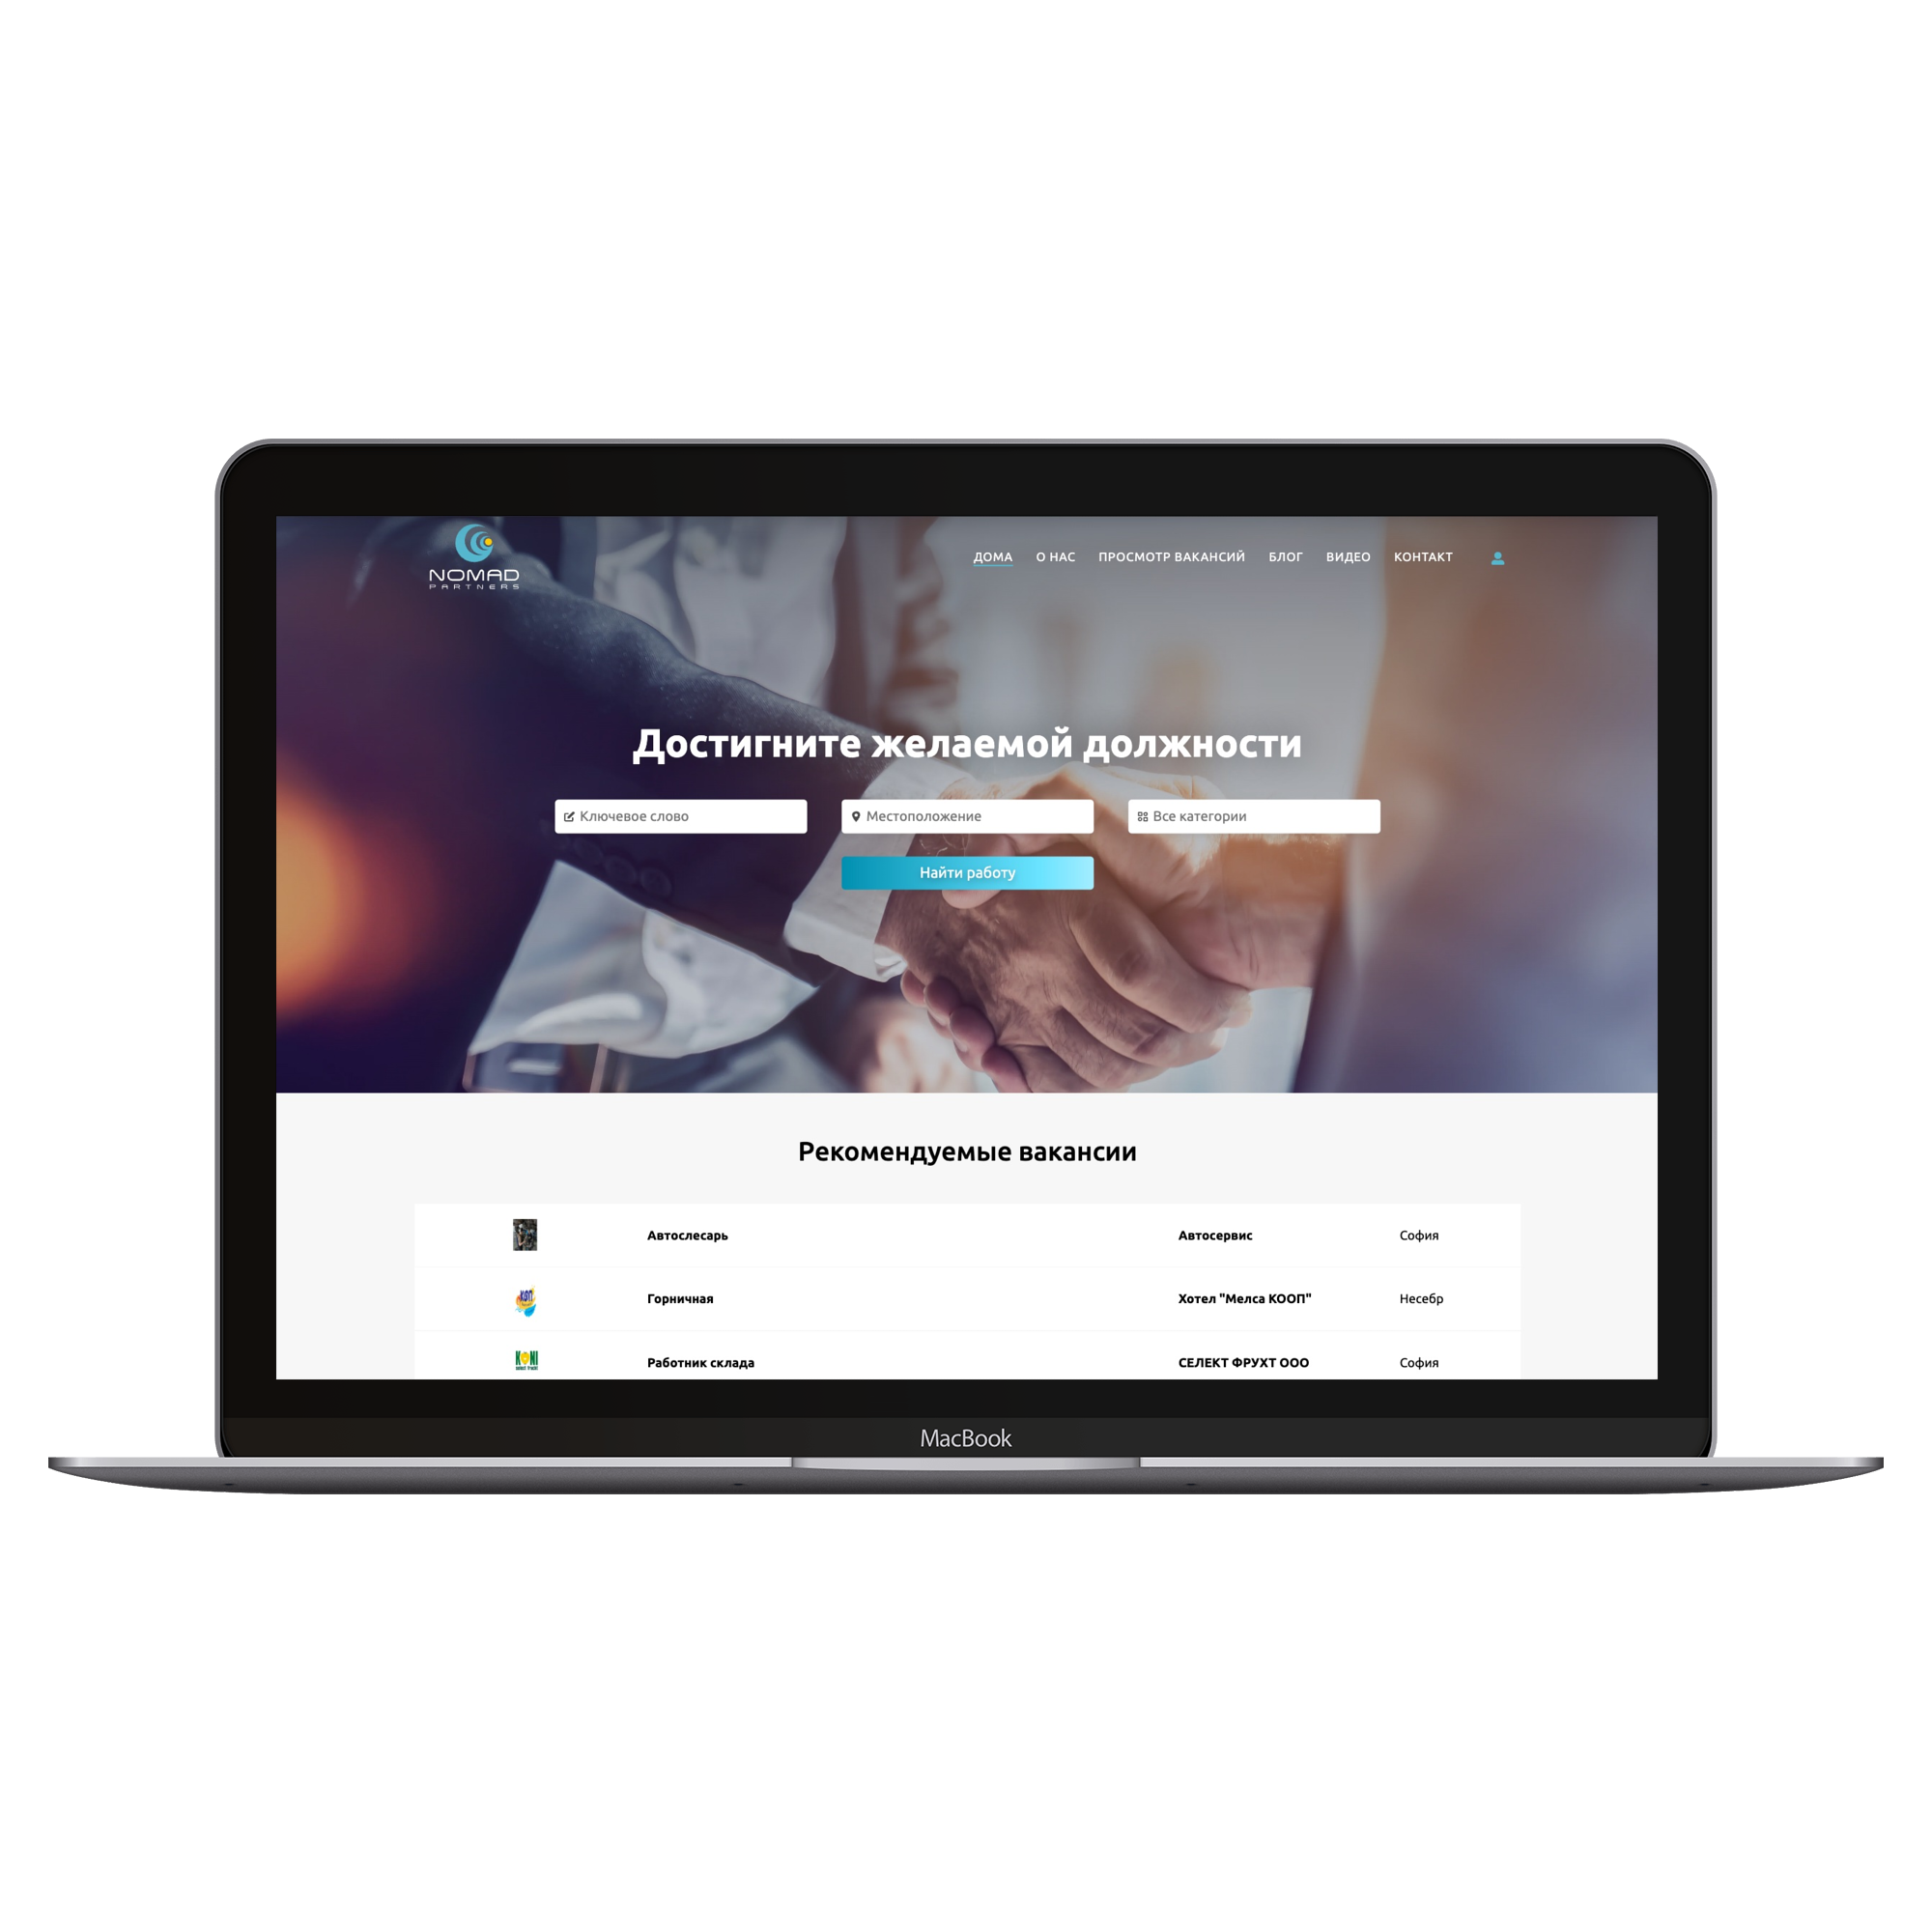 NOMAD
PARTNERS
ДОМА О НАС ПРОСМОТР ВАКАНСИЙ БЛОГ ВИДЕО КОНТАКТ
Достигните желаемой должности
Ключевое слово Местоположение Все категории
Найти работу
Рекомендуемые вакансии
Автослесарь Автосервис София
Горничная Хотел "Мелса КООП" Несебр
KONI
Работник склада СЕЛЕКТ ФРУХТ ООО София
MacBook